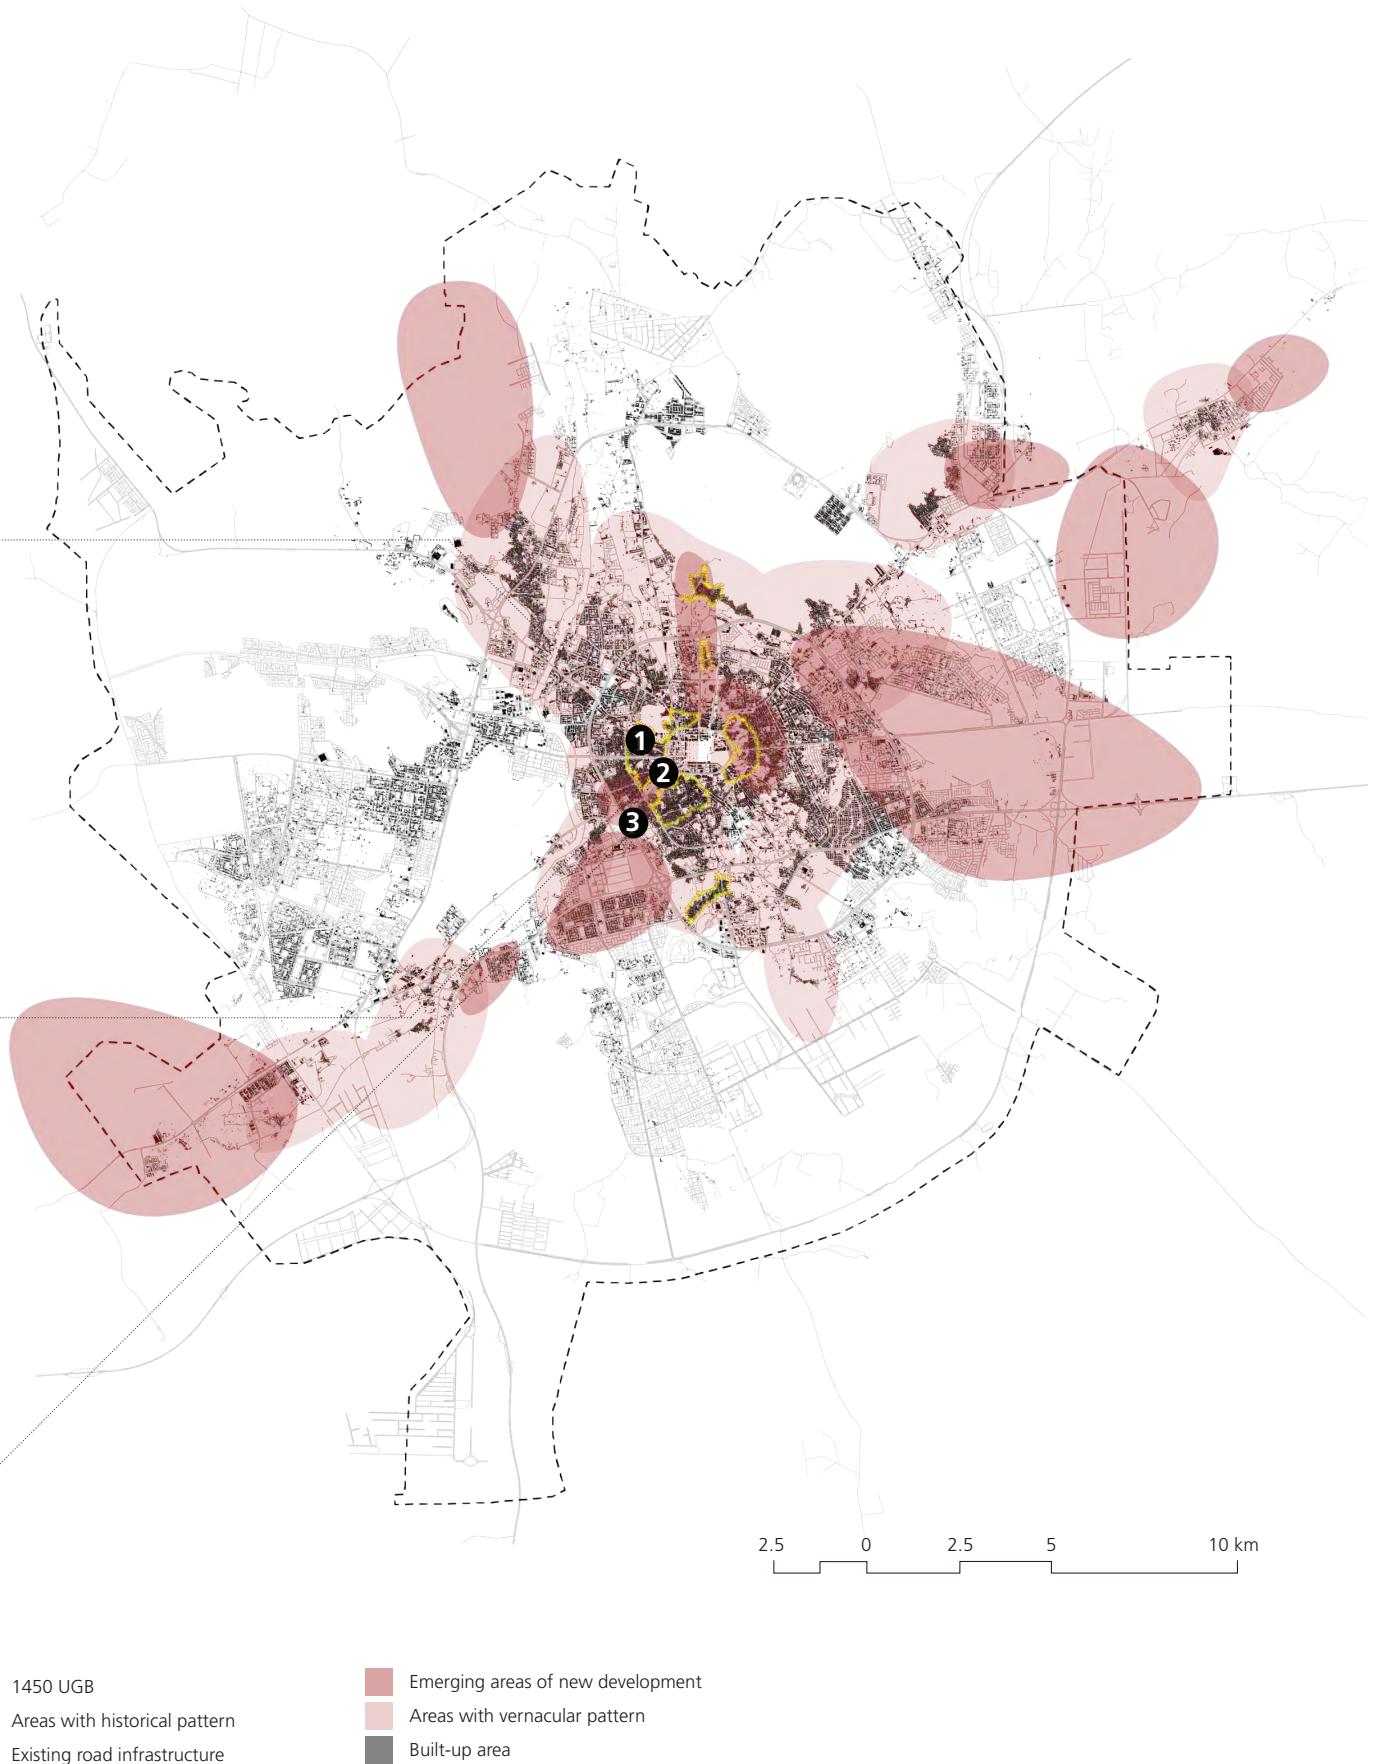 1
2
3
2.5 0 2.5 5 10 km
1450 UGB
Areas with historical pattern
Existing road infrastructure
Emerging areas of new development
Areas with vernacular pattern
Built-up area